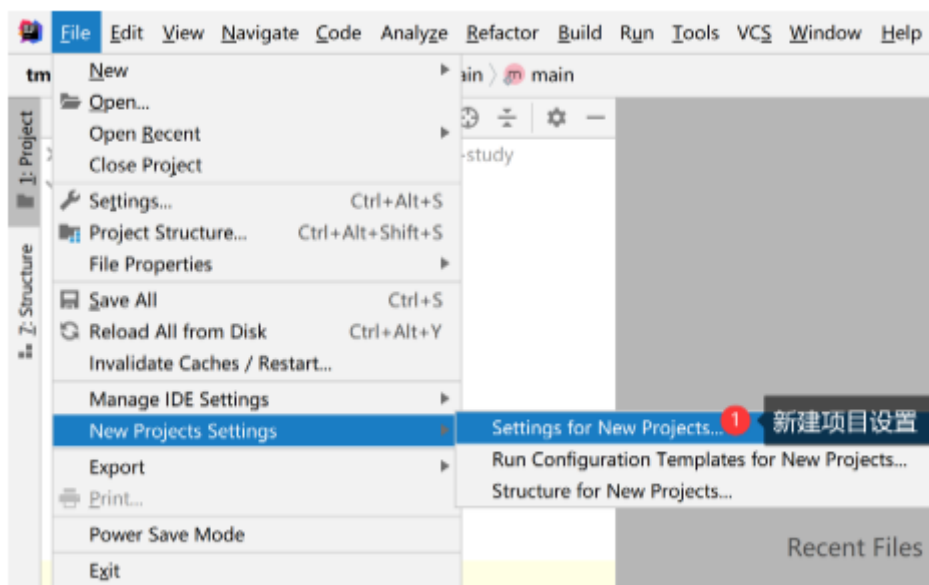 File Edit View Navigate Code Analyze Refactor Build Run Tools VCS Window Help
tm ain main
New
Open...
Open Recent
Close Project
-study
Settings... Ctrl+Alt+S
Project Structure... Ctrl+Alt+Shift+S
File Properties
Save All Ctrl+S
Reload All from Disk Ctrl+Alt+Y
Invalidate Caches / Restart...
Manage IDE Settings
New Projects Settings
Settings for New Projects... 1 新建项目设置
Run Configuration Templates for New Projects...
Structure for New Projects...
Export
Print...
Power Save Mode
Exit
Recent Files
1: Project
7: Structure